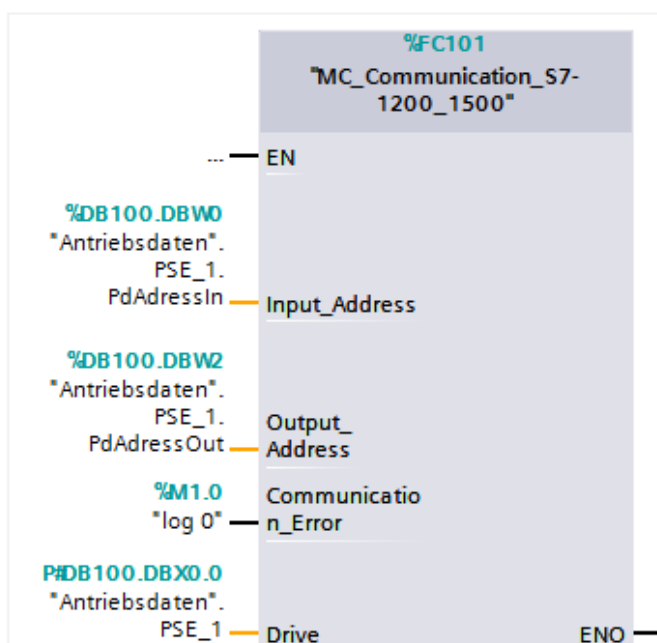 %FC101
"MC_Communication_S7-
1200_1500"
... EN
%DB100.DBW0
"Antriebsdaten".
PSE_1.
PdAdressIn Input_Address
%DB100.DBW2
"Antriebsdaten".
PSE_1. Output_
PdAdressOut Address
%M1.0 Communicatio
"log 0" n_Error
P#DB100.DBX0.0
"Antriebsdaten".
PSE_1 Drive ENO